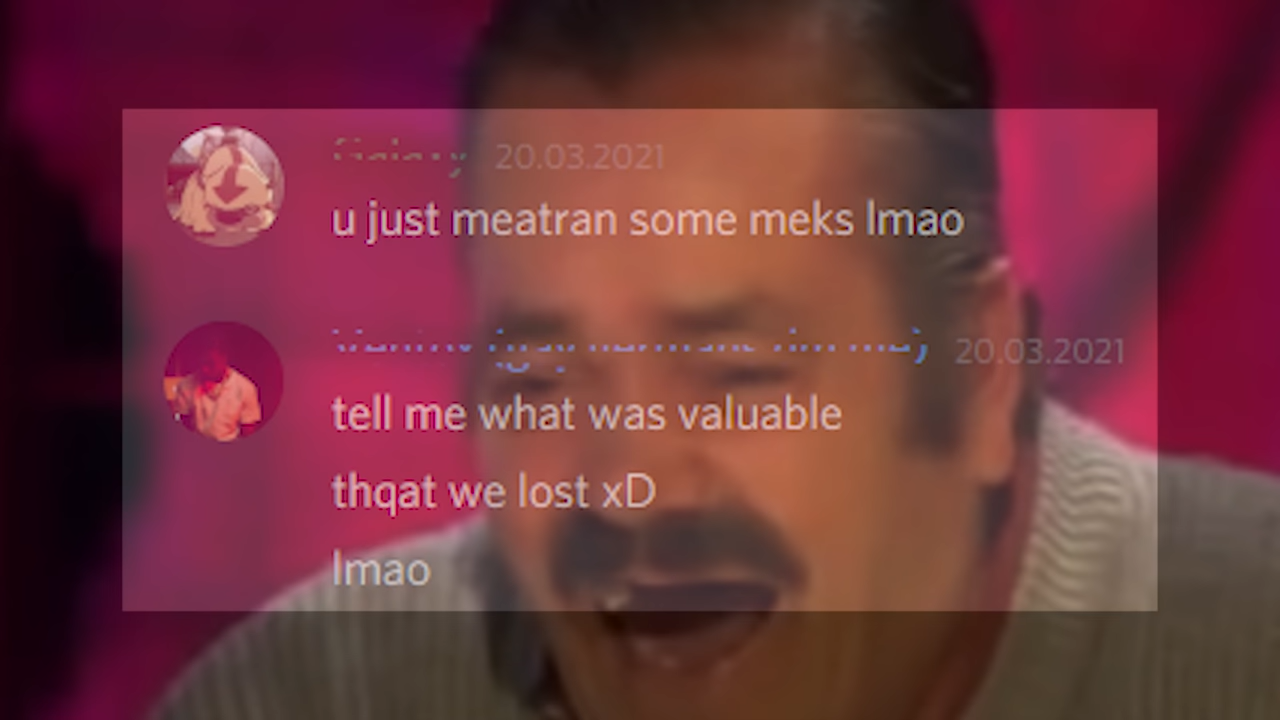 20.03.2021
u just meatran some meks lmao
20.03.2021
tell me what was valuable
thqat we lost xD
lmao